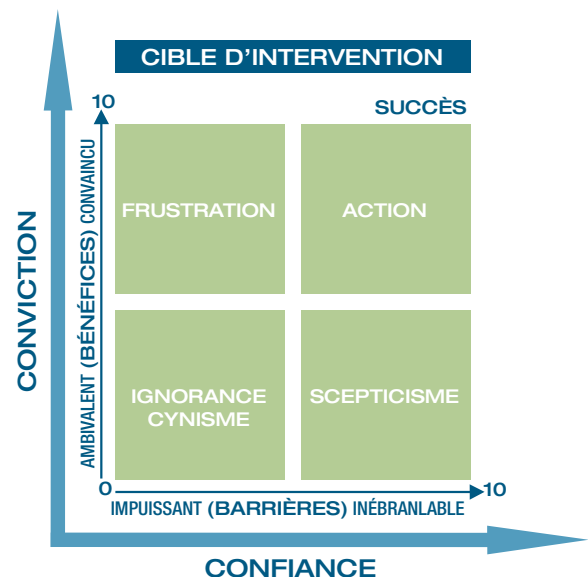 CIBLE D'INTERVENTION
10
SUCCÈS
FRUSTRATION
ACTION
CONVICTION
AMBIVALENT (BÉNÉFICES) CONVAINCU
IGNORANCE
CYNISME
SCEPTICISME
0
10
IMPUISSANT (BARRIÈRES) INÉBRANLABLE
CONFIANCE